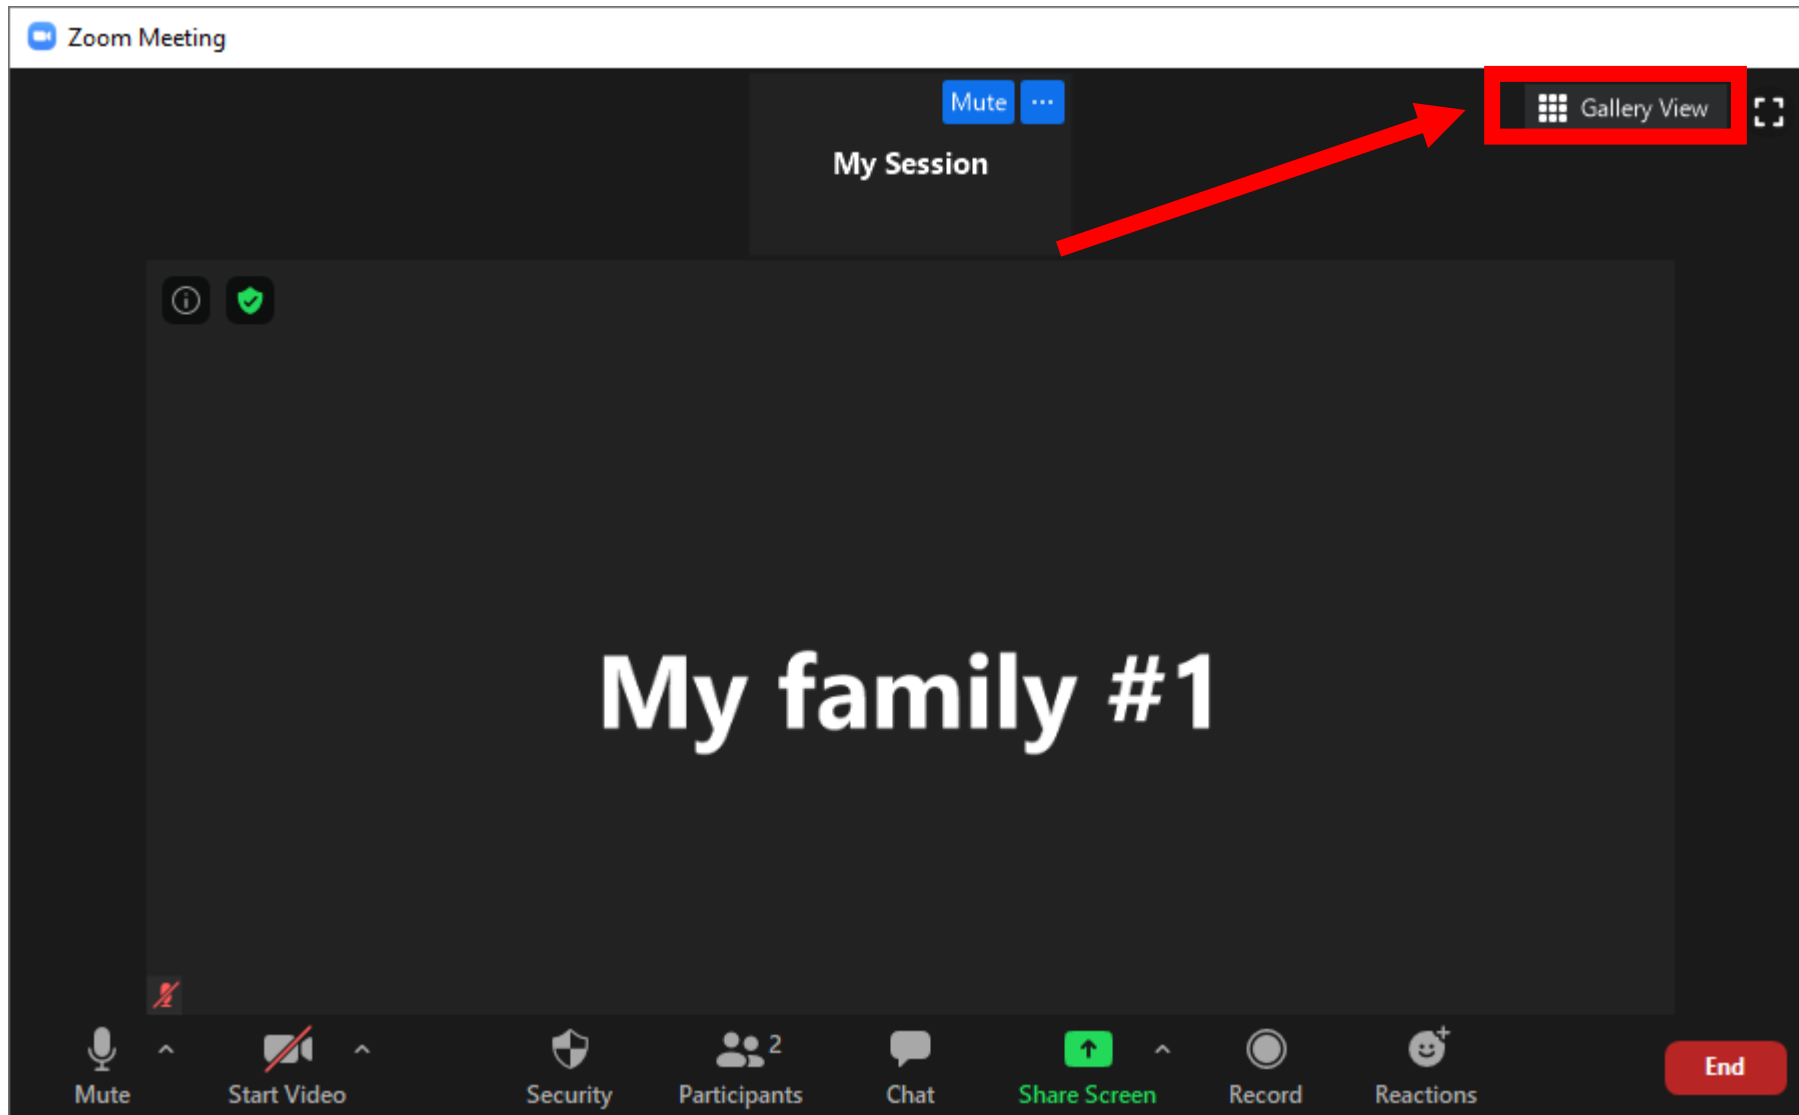 Zoom Meeting
Mute ...
Gallery View
My Session
My family #1
2
Mute
Start Video
Security
Participants
Chat
Share Screen
Record
Reactions
End